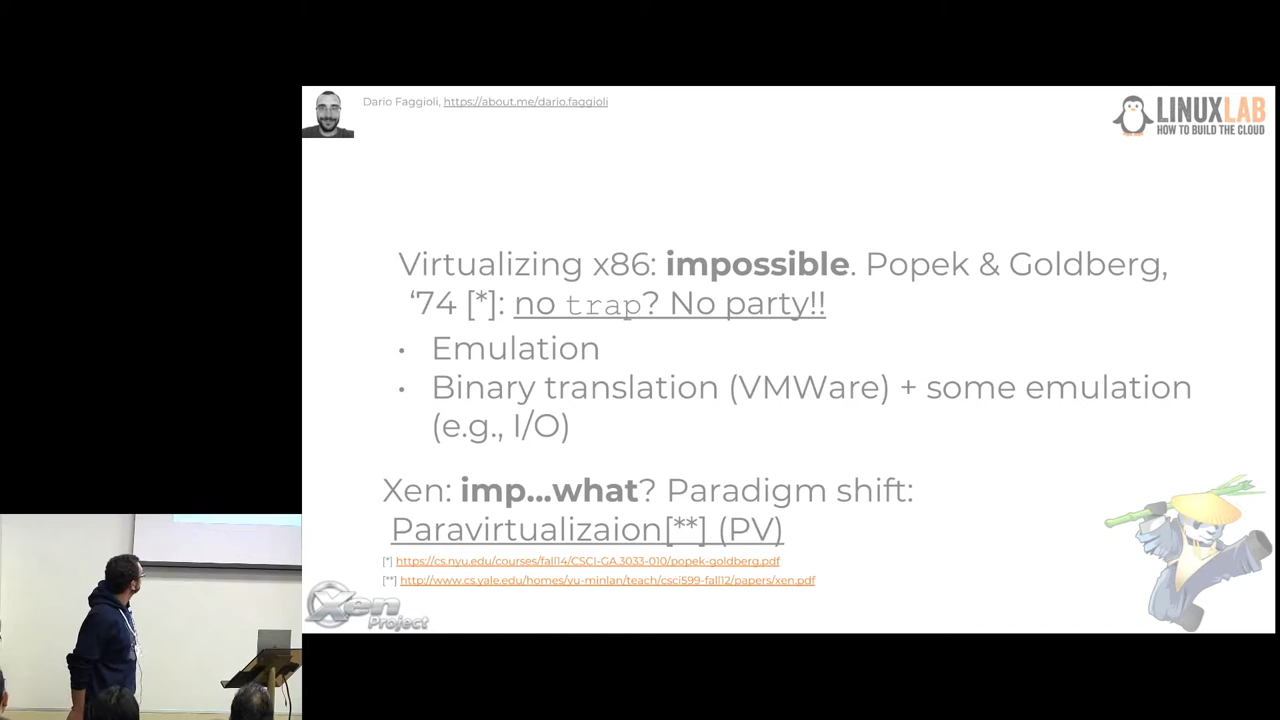 Dario Faggioli, https://about.me/dario.faggioli
LINUXLAB
HOW TO BUILD THE CLOUD
Virtualizing x86: impossible. Popek & Goldberg,
‘74 [*]: no trap? No party!!
• Emulation
• Binary translation (VMWare) + some emulation
(e.g., I/O)
Xen: imp...what? Paradigm shift:
Paravirtualizaion[**] (PV)
[*] https://cs.nyu.edu/courses/fall14/CSCI-GA.3033-010/popek-goldberg.pdf
[**] http://www.cs.yale.edu/homes/yu-minlan/teach/csci599-fall12/papers/xen.pdf
Xen
Project